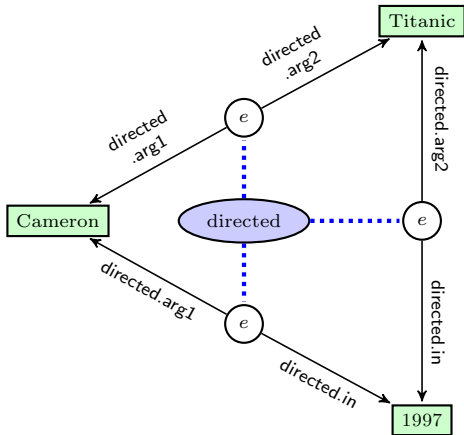 Titanic
directed
.arg2
directed
.arg1
e
directed.arg2
Cameron
directed
e
directed.arg1
e
directed.in
directed.in
1997